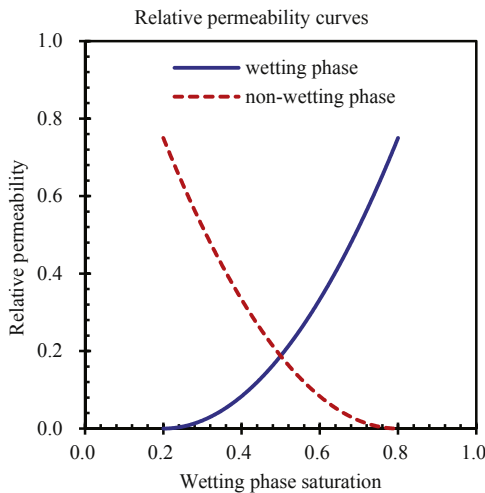 Relative permeability curves
1.0
wetting phase
non-wetting phase
0.8
0.6
0.4
0.2
0.0
Relative permeability
0.0 0.2 0.4 0.6 0.8 1.0
Wetting phase saturation